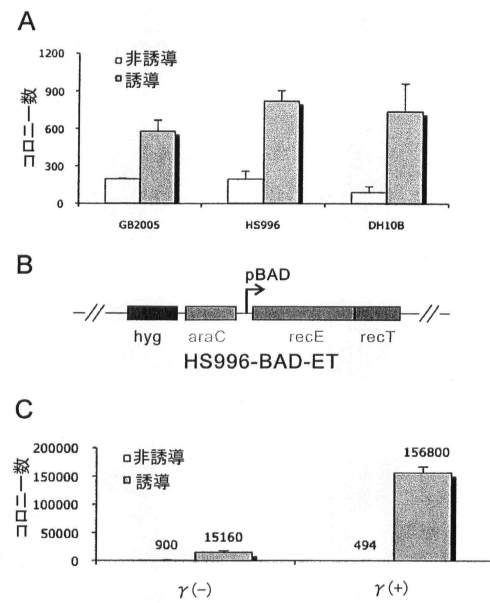 A
コロニー数
1200
900
600
300
0
非誘導
誘導
GB2005 HS996 DH10B
B
pBAD
hyg araC recE recT
HS996-BAD-ET
C
コロニー数
200000
150000
100000
50000
0
非誘導
誘導
900 15160 494 156800
γ(−) γ(+)